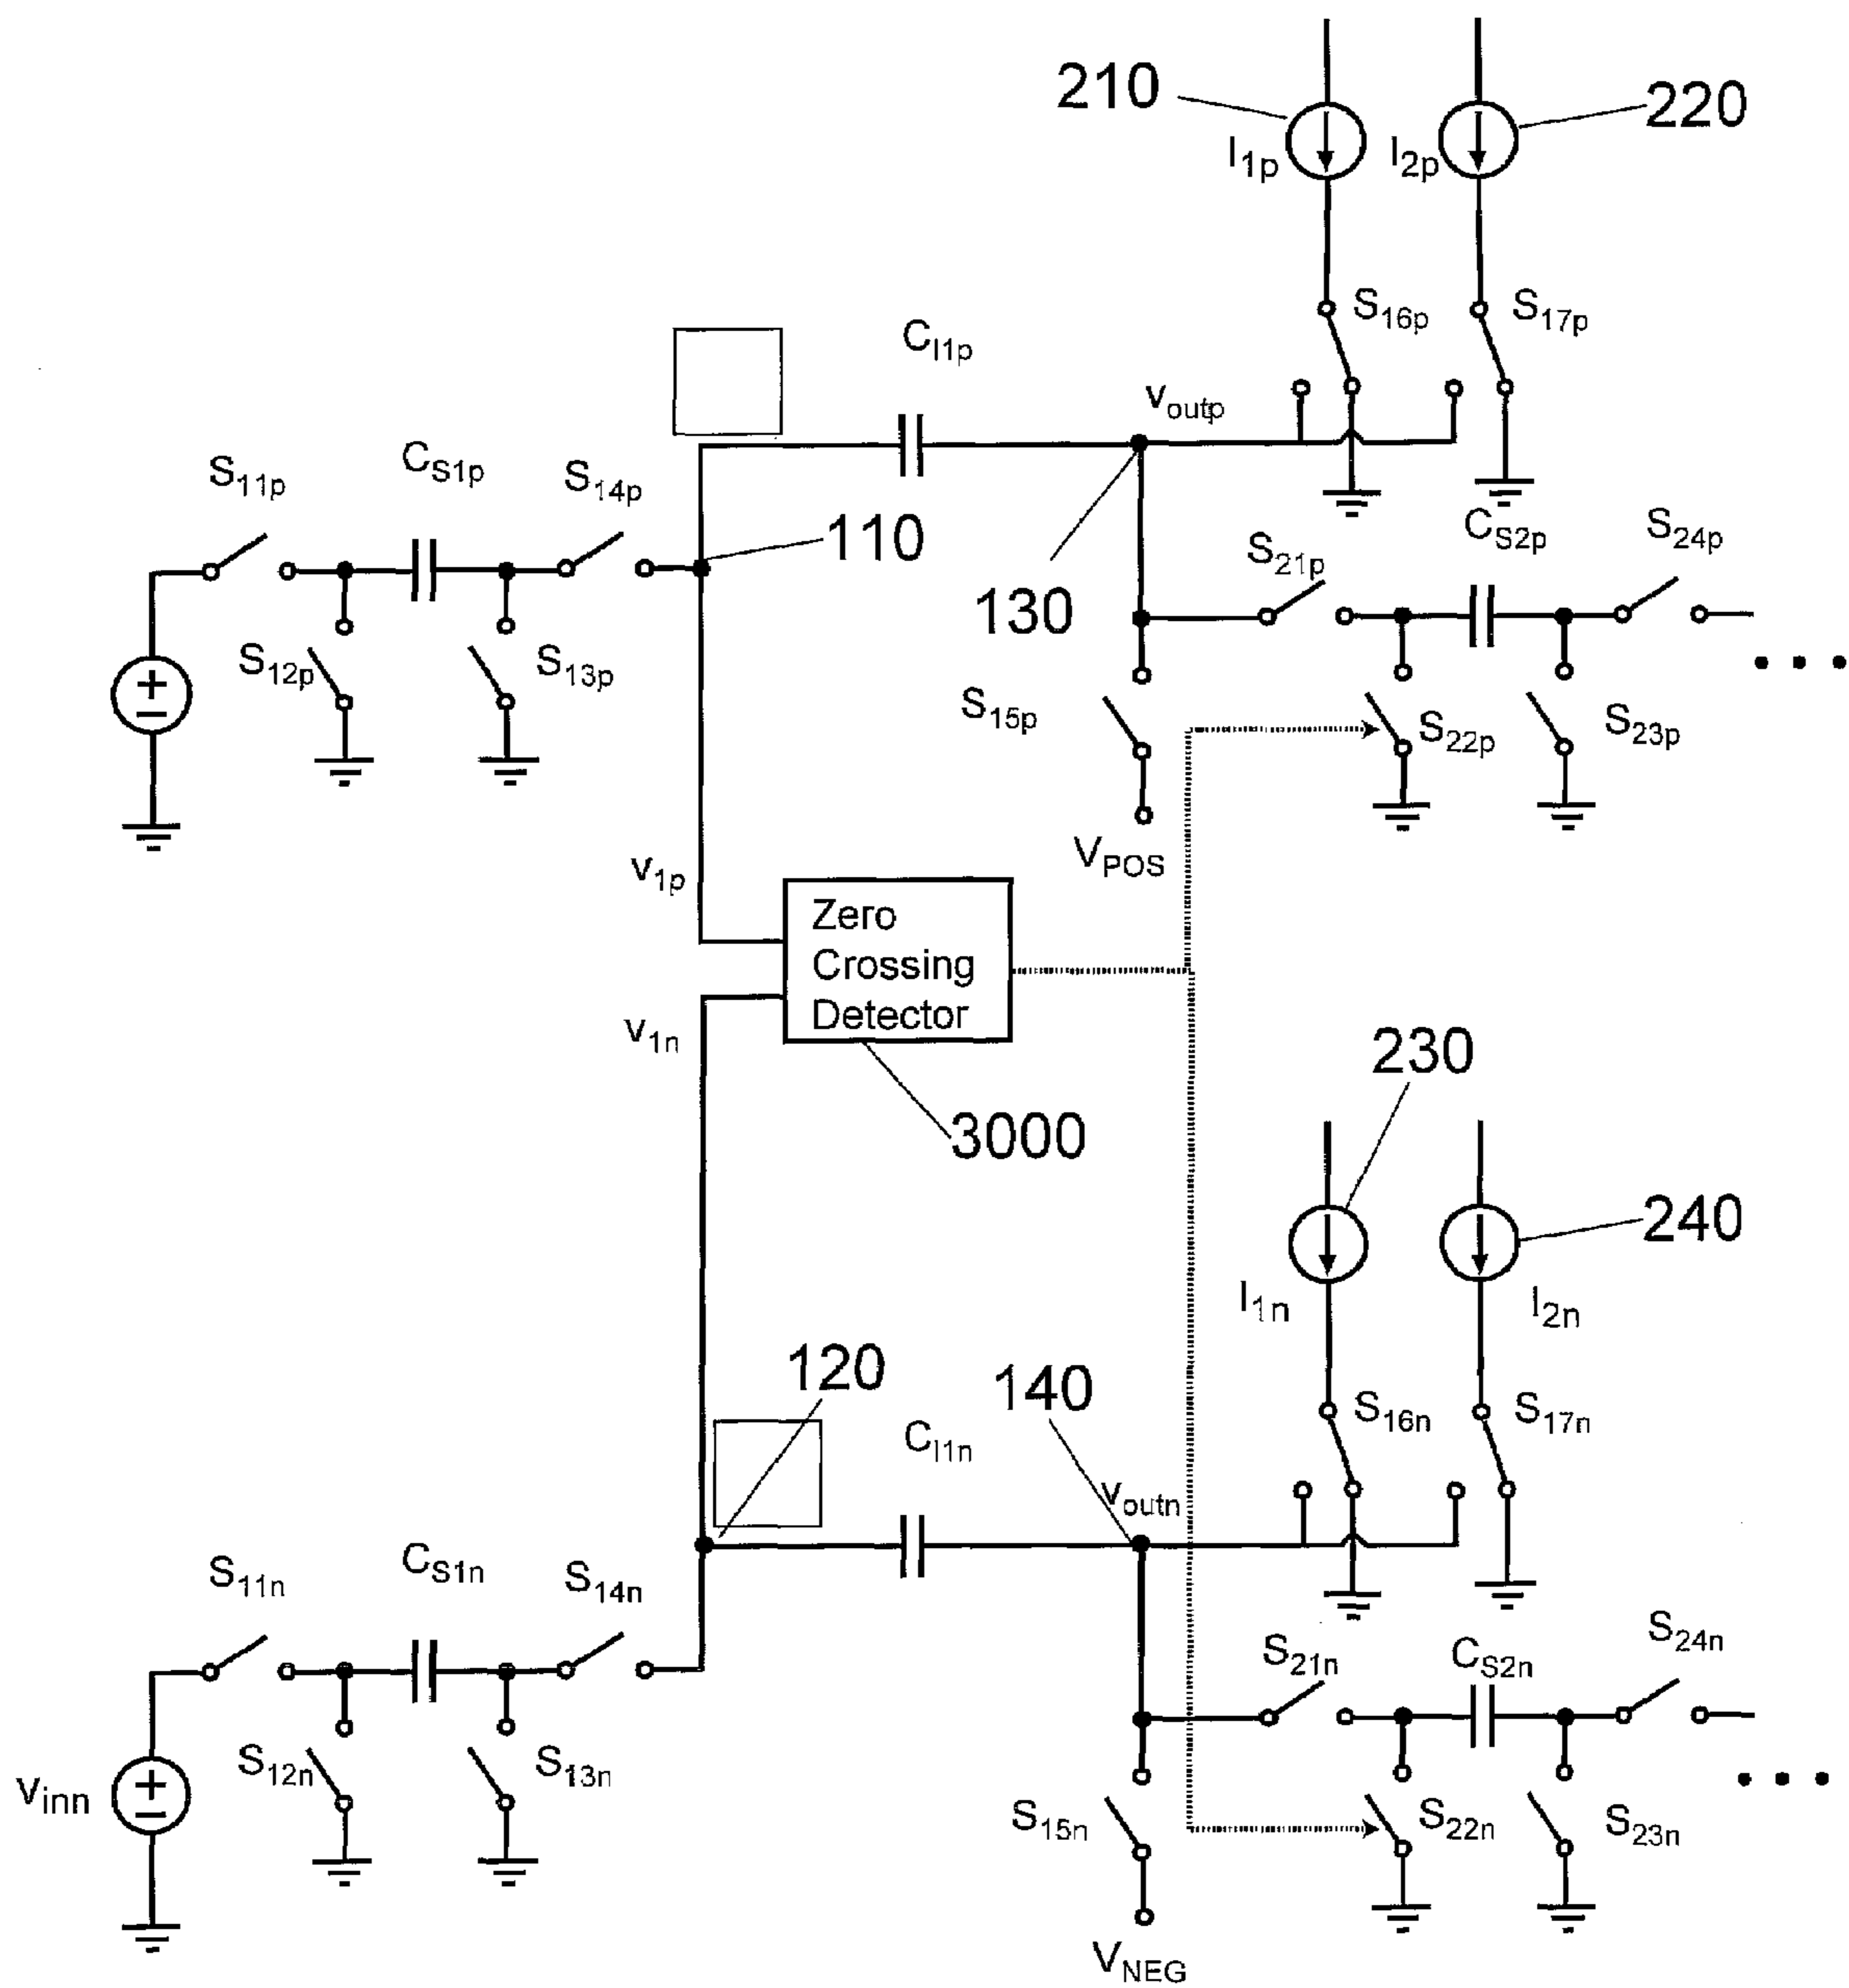 210
220
I1p
I2p
S16p
S17p
CI1p
voutp
S11p
CS1p
S14p
110
130
CS2p
S24p
S21p
S12p
S13p
S15p
S22p
S23p
• • •
VPOS
v1p
Zero
Crossing
Detector
v1n
3000
230
240
I1n
I2n
120
140
S16n
S17n
CI1n
voutn
S11n
CS1n
S14n
S21n
CS2n
S24n
vinn
S12n
S13n
S15n
S22n
S23n
• • •
VNEG